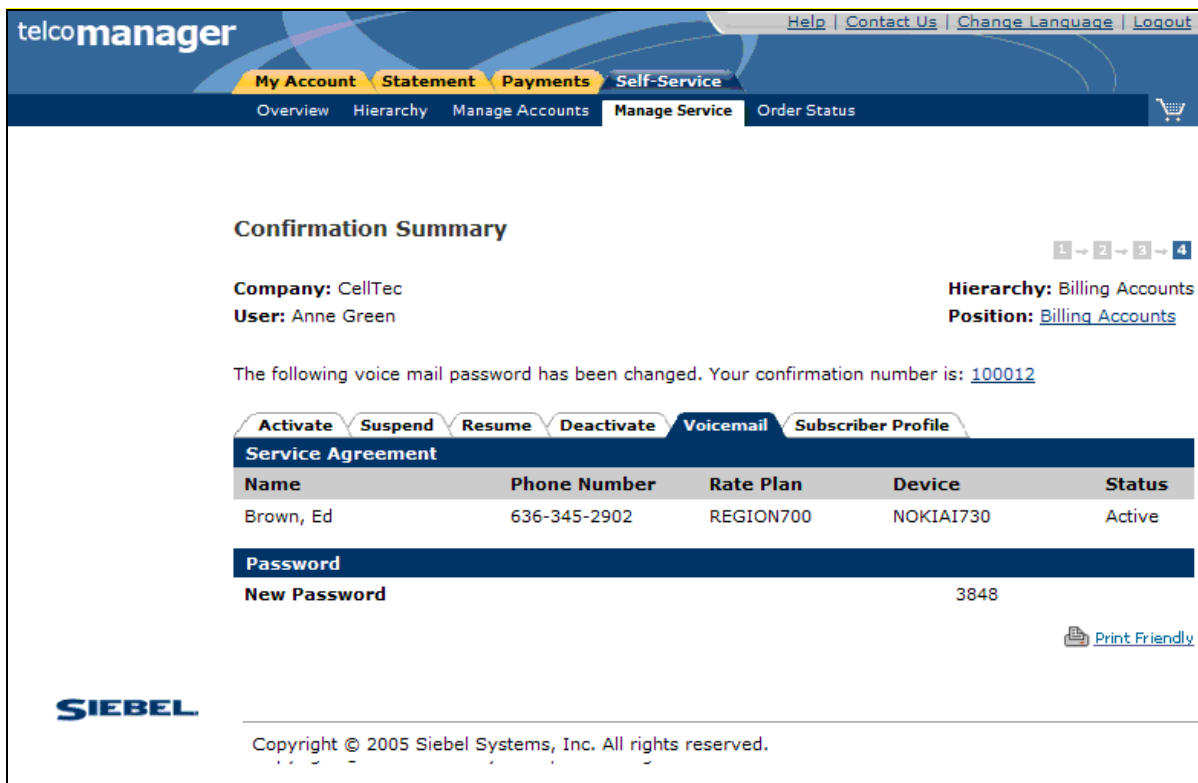 telcomanager
Help | Contact Us | Change Language | Logout
My Account Statement Payments Self-Service
Overview Hierarchy Manage Accounts Manage Service Order Status
Confirmation Summary
1 → 2 → 3 → 4
Company: CellTec
Hierarchy: Billing Accounts
User: Anne Green
Position: Billing Accounts
The following voice mail password has been changed. Your confirmation number is: 100012
Activate Suspend Resume Deactivate Voicemail Subscriber Profile
Service Agreement
Name Phone Number Rate Plan Device Status
Brown, Ed 636-345-2902 REGION700 NOKIAI730 Active
Password
New Password 3848
Print Friendly
SIEBEL.
Copyright © 2005 Siebel Systems, Inc. All rights reserved.